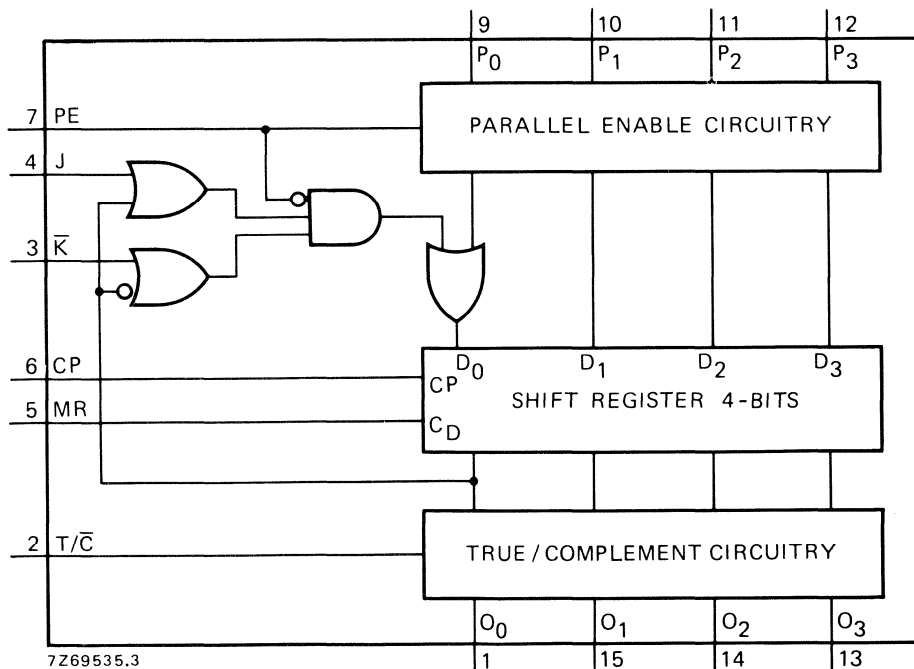 9 10 11 12
P0 P1 P2 P3
7 PE
PARALLEL ENABLE CIRCUITRY
4 J
3 K̅
D0 D1 D2 D3
6 CP
CP
SHIFT REGISTER 4-BITS
5 MR
CD
2 T/C̅
TRUE/COMPLEMENT CIRCUITRY
O0 O1 O2 O3
7Z69535.3
1 15 14 13